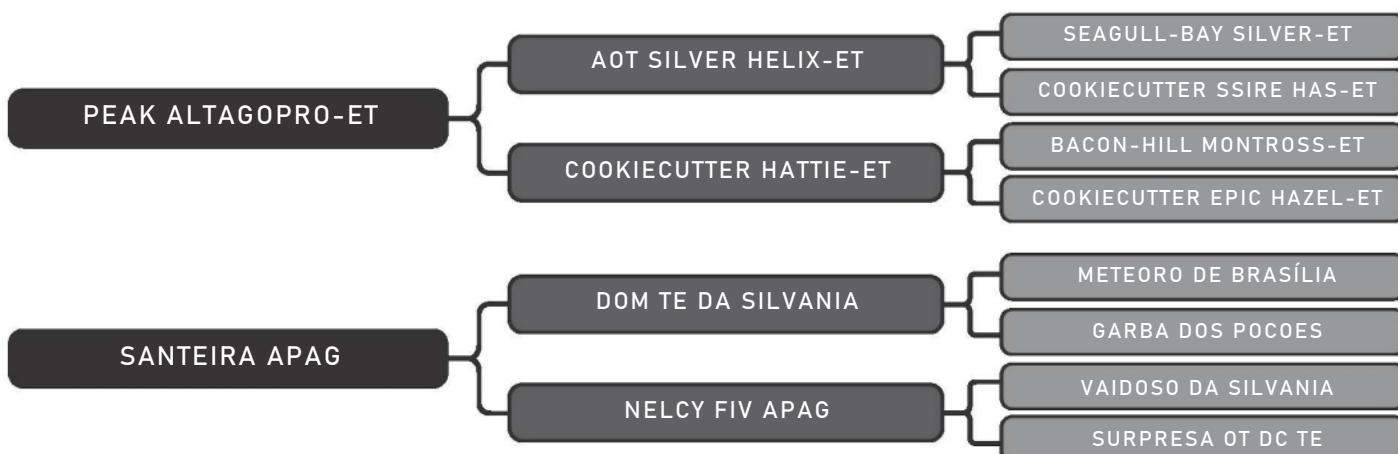 SEAGULL-BAY SILVER-ET
AOT SILVER HELIX-ET
COOKIECUTTER SSIRE HAS-ET
PEAK ALTAGOPRO-ET
BACON-HILL MONTROSS-ET
COOKIECUTTER HATTIE-ET
COOKIECUTTER EPIC HAZEL-ET
METEORO DE BRASÍLIA
DOM TE DA SILVANIA
GARBA DOS POCOES
SANTEIRA APAG
VAIDOSO DA SILVANIA
NELCY FIV APAG
SURPRESA OT DC TE